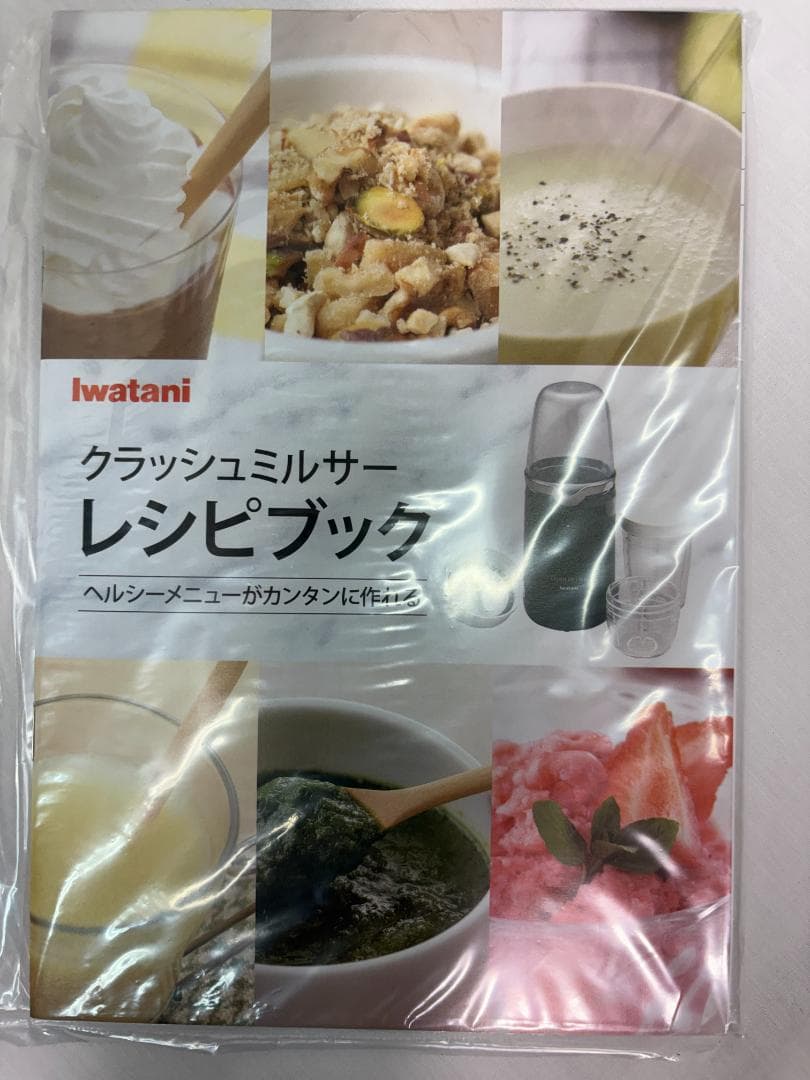 Iwatani
クラッシュミルサー
レシピブック
ヘルシーメニューがカンタンに作れる
Iwatani